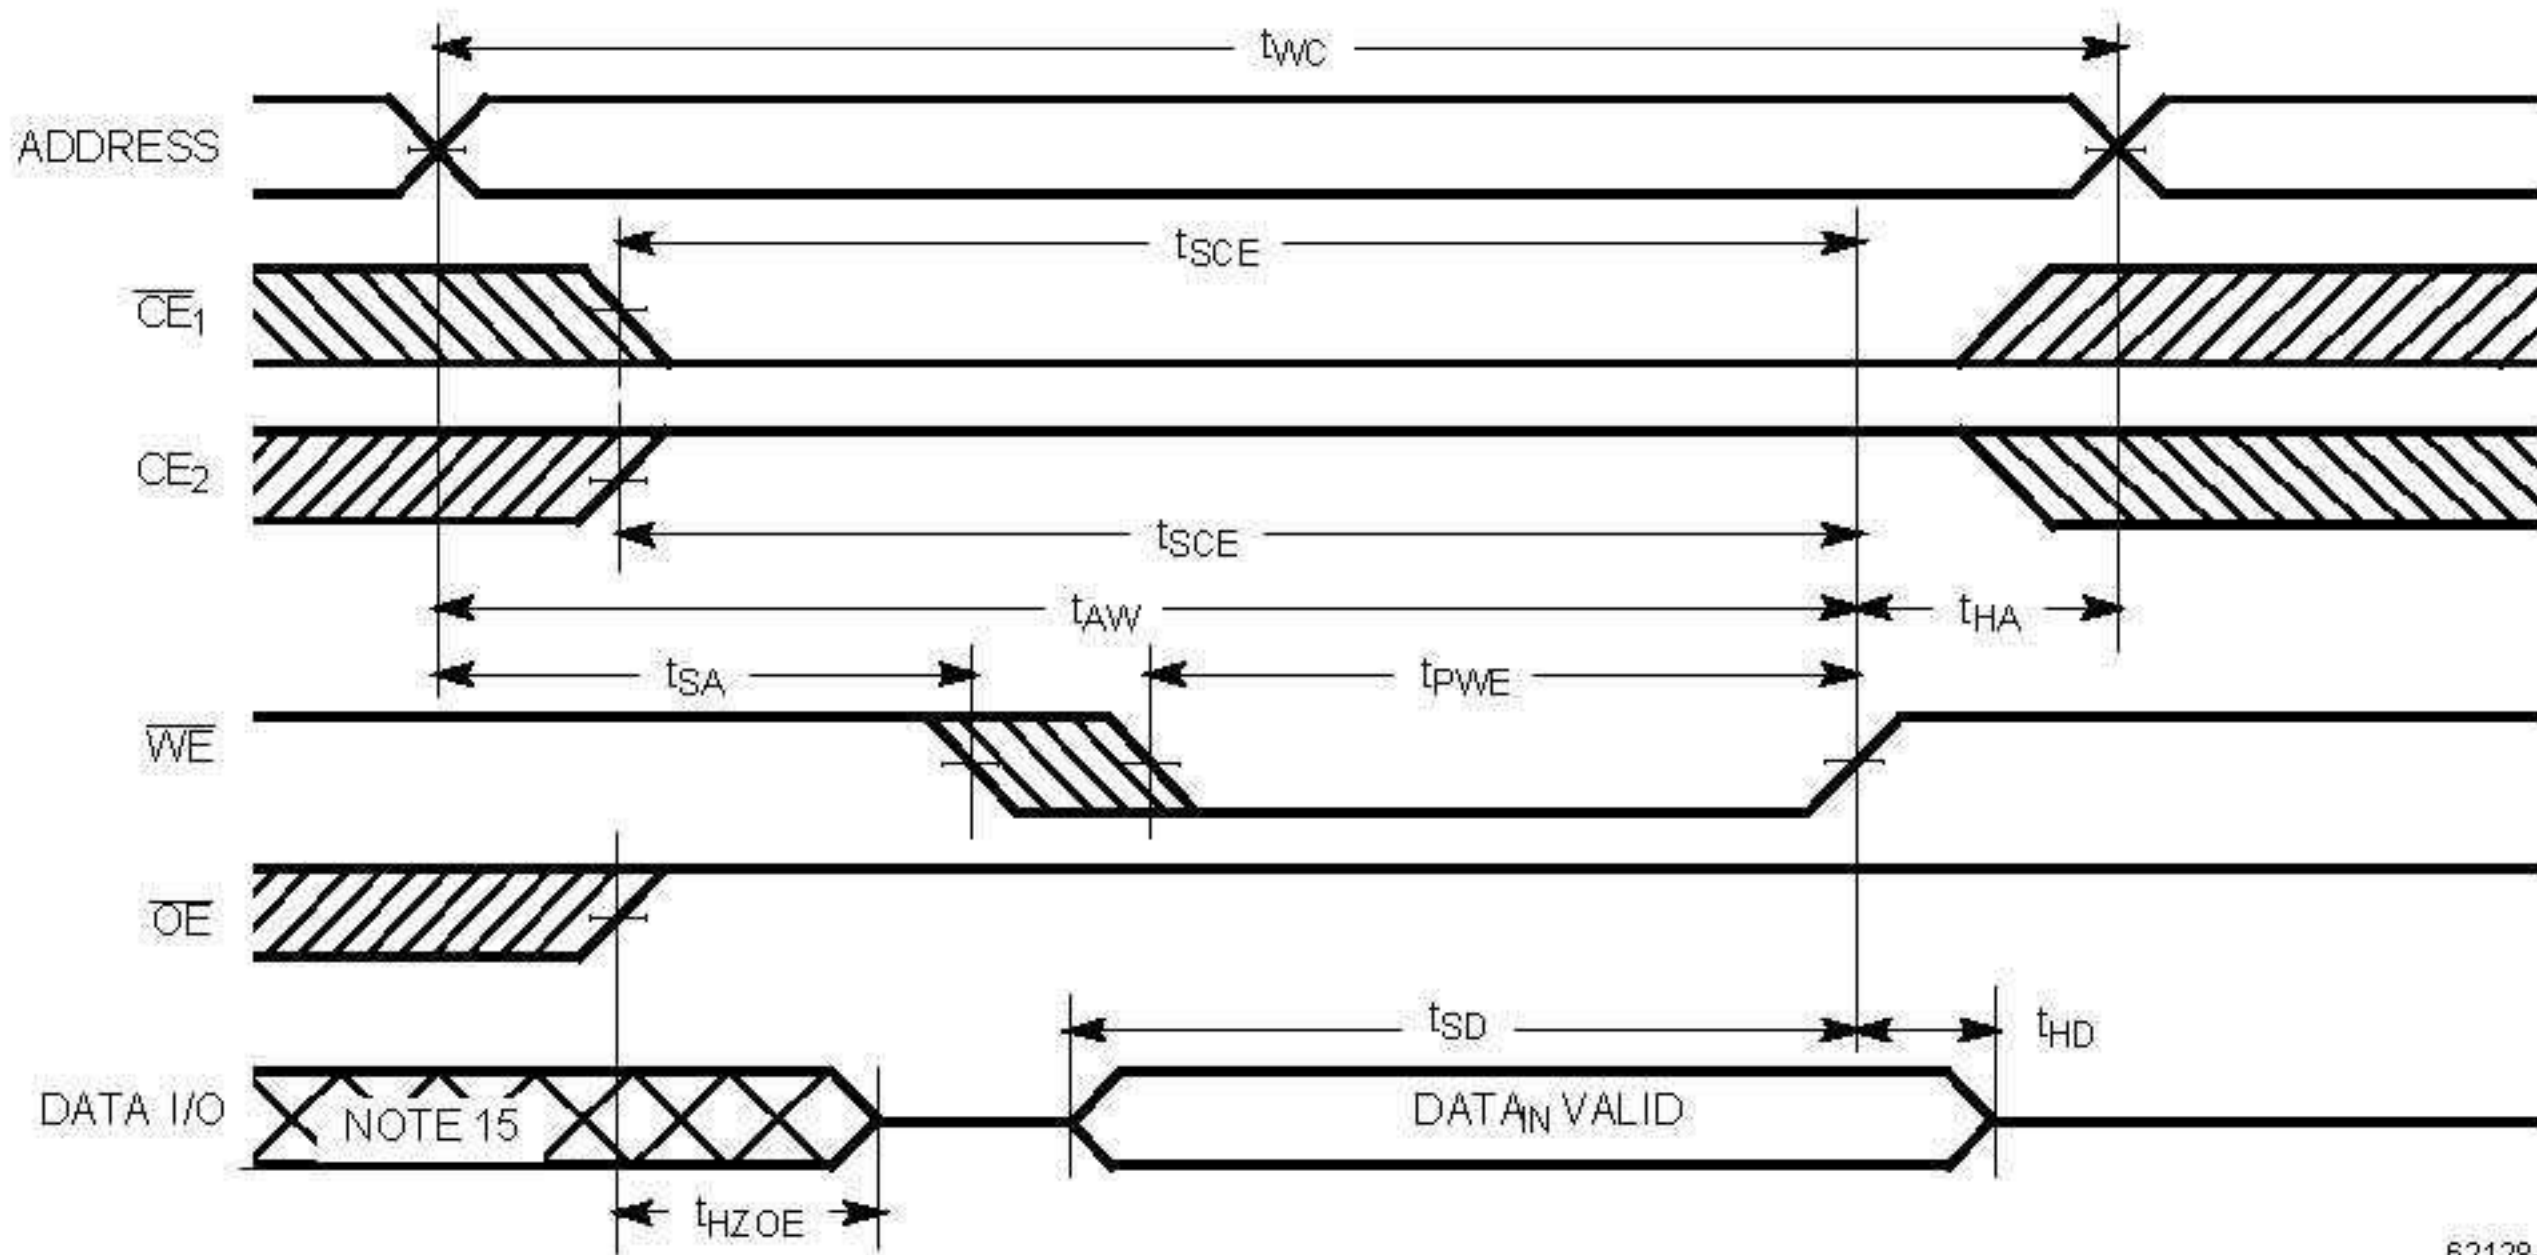 tWC
ADDRESS
tSCE
CE1
CE2
tSCE
tAW
tHA
tSA
tPWE
WE
OE
tSD
tHD
DATA I/O
NOTE 15
DATAIN VALID
tHZOE